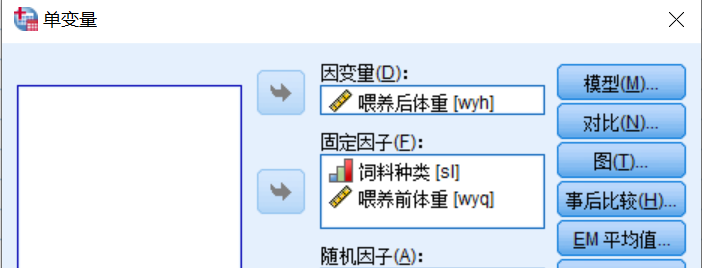 单变量
因变量(D):
喂养后体重 [wyh]
固定因子(F):
饲料种类 [sl]
喂养前体重 [wyq]
随机因子(A):
模型(M)...
对比(N)...
图(T)...
事后比较(H)...
EM 平均值...